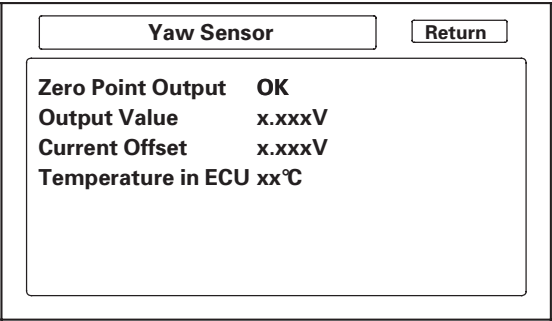 Yaw Sensor Return
Zero Point Output OK
Output Value x.xxxV
Current Offset x.xxxV
Temperature in ECU xx°C